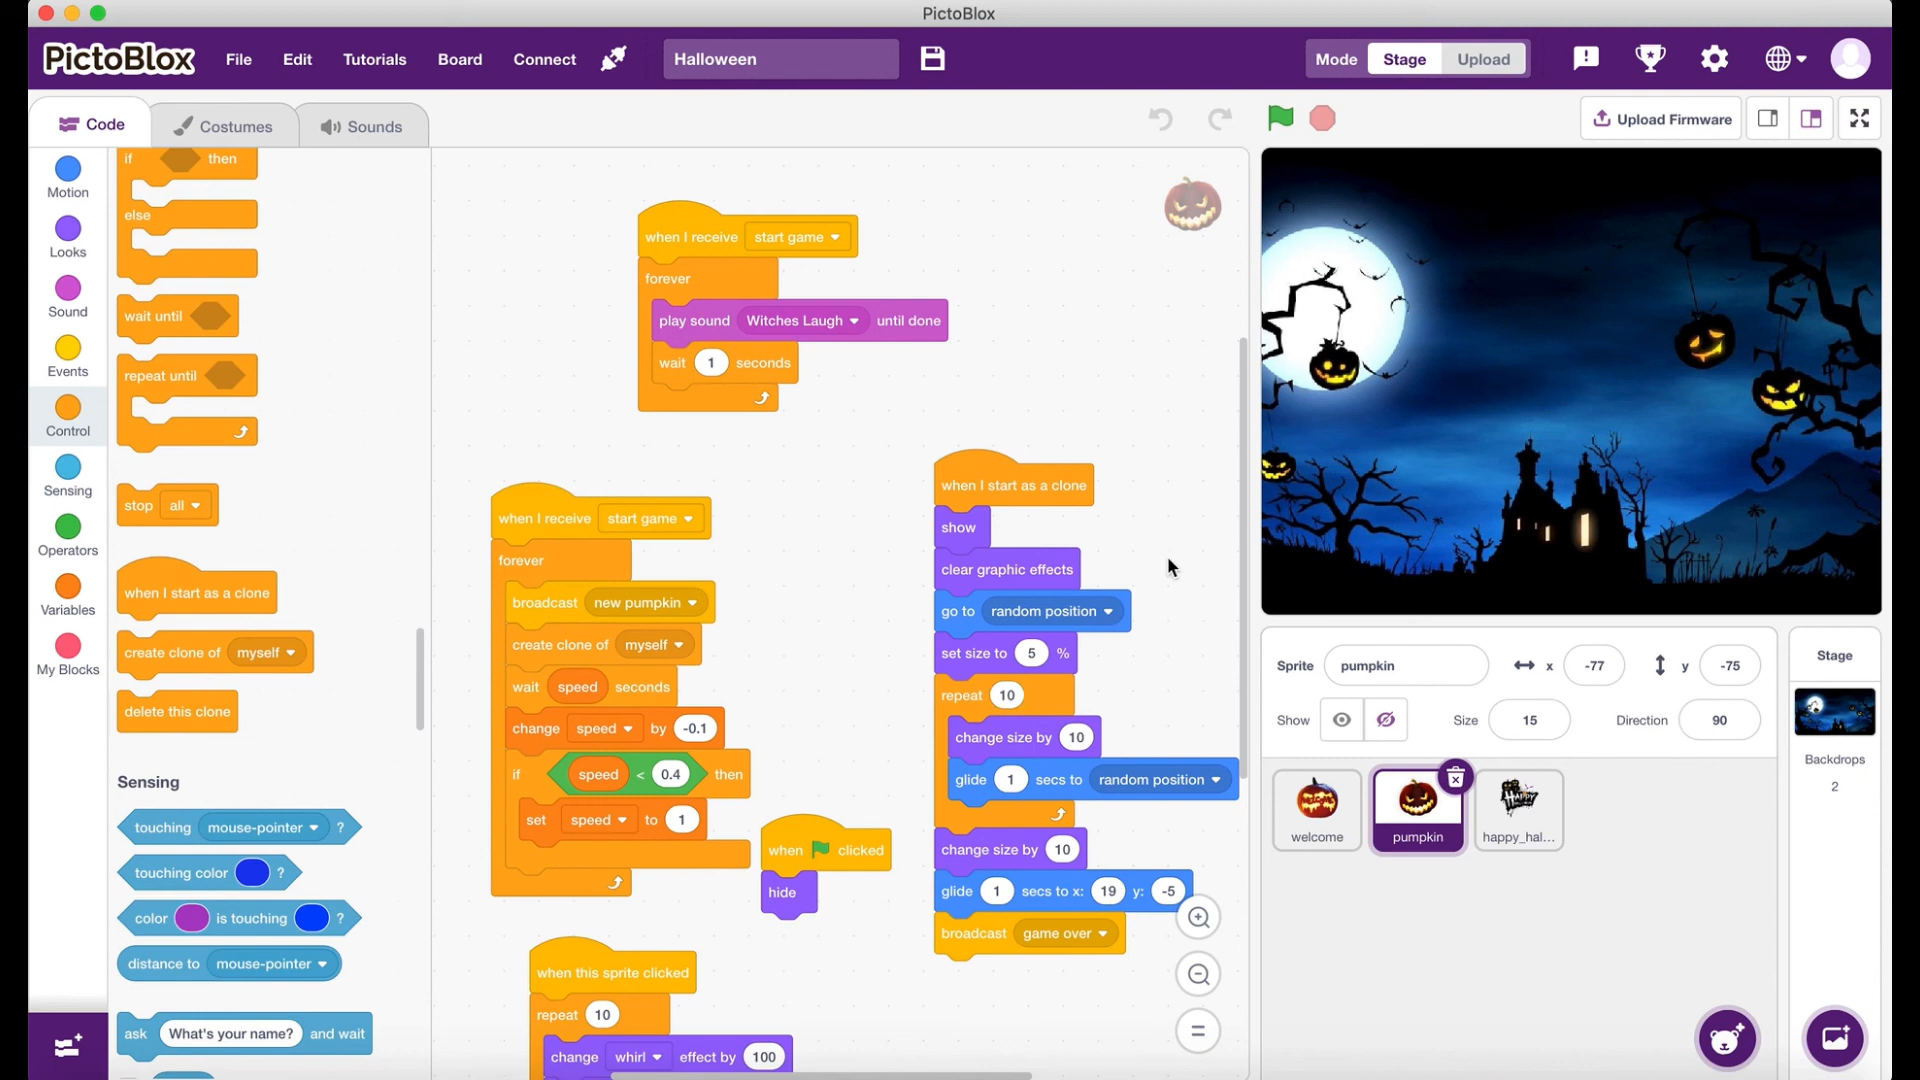 PictoBlox
PictoBlox File Edit Tutorials Board Connect Halloween Mode Stage Upload
Code Costumes Sounds Upload Firmware
Motion
Looks
Sound
Events
Control
Sensing
Operators
Variables
My Blocks
if then
else
wait until
repeat until
stop all
when I start as a clone
create clone of myself
delete this clone
Sensing
touching mouse-pointer ?
touching color ?
color is touching ?
distance to mouse-pointer
ask What's your name? and wait
when I receive start game
forever
play sound Witches Laugh until done
wait 1 seconds
when I receive start game
forever
broadcast new pumpkin
create clone of myself
wait speed seconds
change speed by -0.1
if speed < 0.4 then
set speed to 1
when clicked
hide
when this sprite clicked
repeat 10
change whirl effect by 100
when I start as a clone
show
clear graphic effects
go to random position
set size to 5 %
repeat 10
change size by 10
glide 1 secs to random position
change size by 10
glide 1 secs to x: 19 y: -5
broadcast game over
Sprite pumpkin x -77 y -75
Show Size 15 Direction 90
welcome
pumpkin
happy_hal...
Stage
Backdrops
2